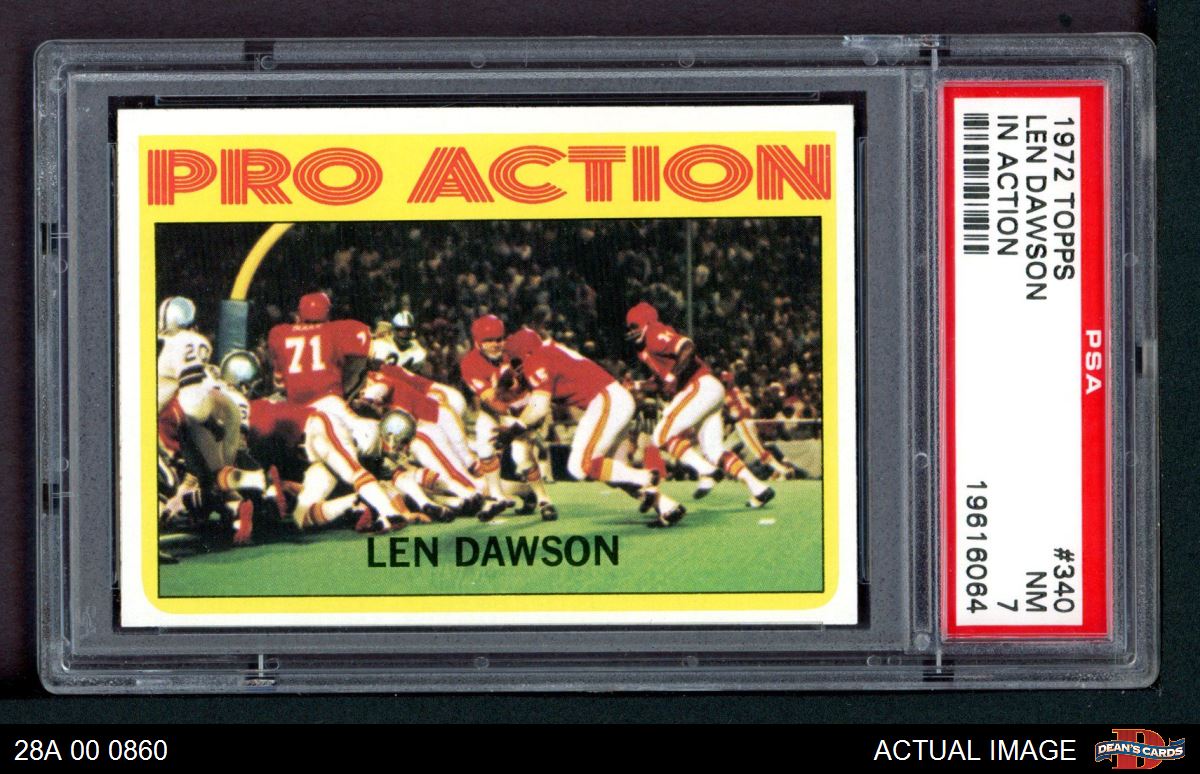 PRO ACTION
20
71
LEN DAWSON
1972 TOPPS
LEN DAWSON
IN ACTION
#340
NM
7
19616064
PSA
28A 00 0860
ACTUAL IMAGE
DEAN'S CARDS